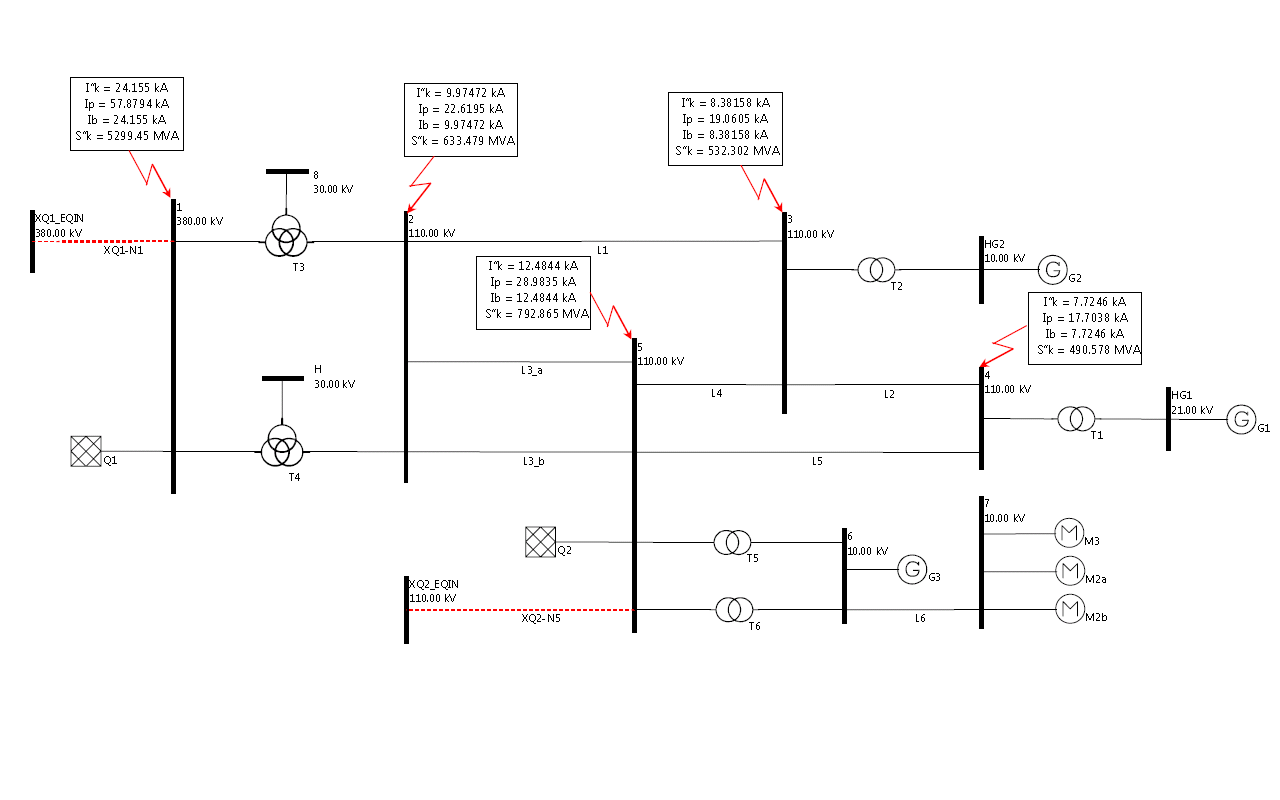 I"k = 24.155 kA
Ip = 57.8794 kA
Ib = 24.155 kA
S"k = 5299.45 MVA
I"k = 9.97472 kA
Ip = 22.6195 kA
Ib = 9.97472 kA
S"k = 633.479 MVA
I"k = 8.38158 kA
Ip = 19.0605 kA
Ib = 8.38158 kA
S"k = 532.302 MVA
8
30.00 kV
XQ1_EQIN
380.00 kV
XQ1-N1
1
380.00 kV
T3
2
110.00 kV
L1
3
110.00 kV
T2
HG2
10.00 kV
G
G2
I"k = 12.4844 kA
Ip = 28.9835 kA
Ib = 12.4844 kA
S"k = 792.865 MVA
I"k = 7.7246 kA
Ip = 17.7038 kA
Ib = 7.7246 kA
S"k = 490.578 MVA
5
110.00 kV
L3_a
H
30.00 kV
L4
L2
4
110.00 kV
T1
HG1
21.00 kV
G
G1
Q1
T4
L3_b
L5
Q2
T5
6
10.00 kV
G
G3
7
10.00 kV
M
M3
M
M2a
M
M2b
XQ2_EQIN
110.00 kV
XQ2-N5
T6
L6